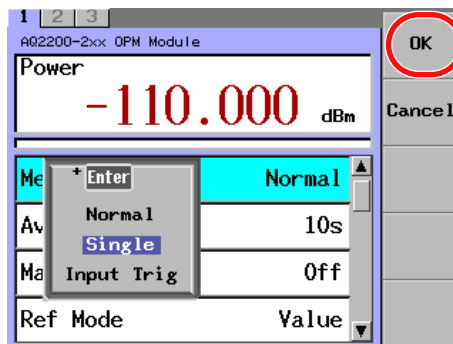 1 2 3
AQ2200-2xx OPM Module
Power
-110.000 dBm
OK
Cancel
Me Normal
Av 10s
Ma Off
Ref Mode Value
+ Enter
Normal
Single
Input Trig